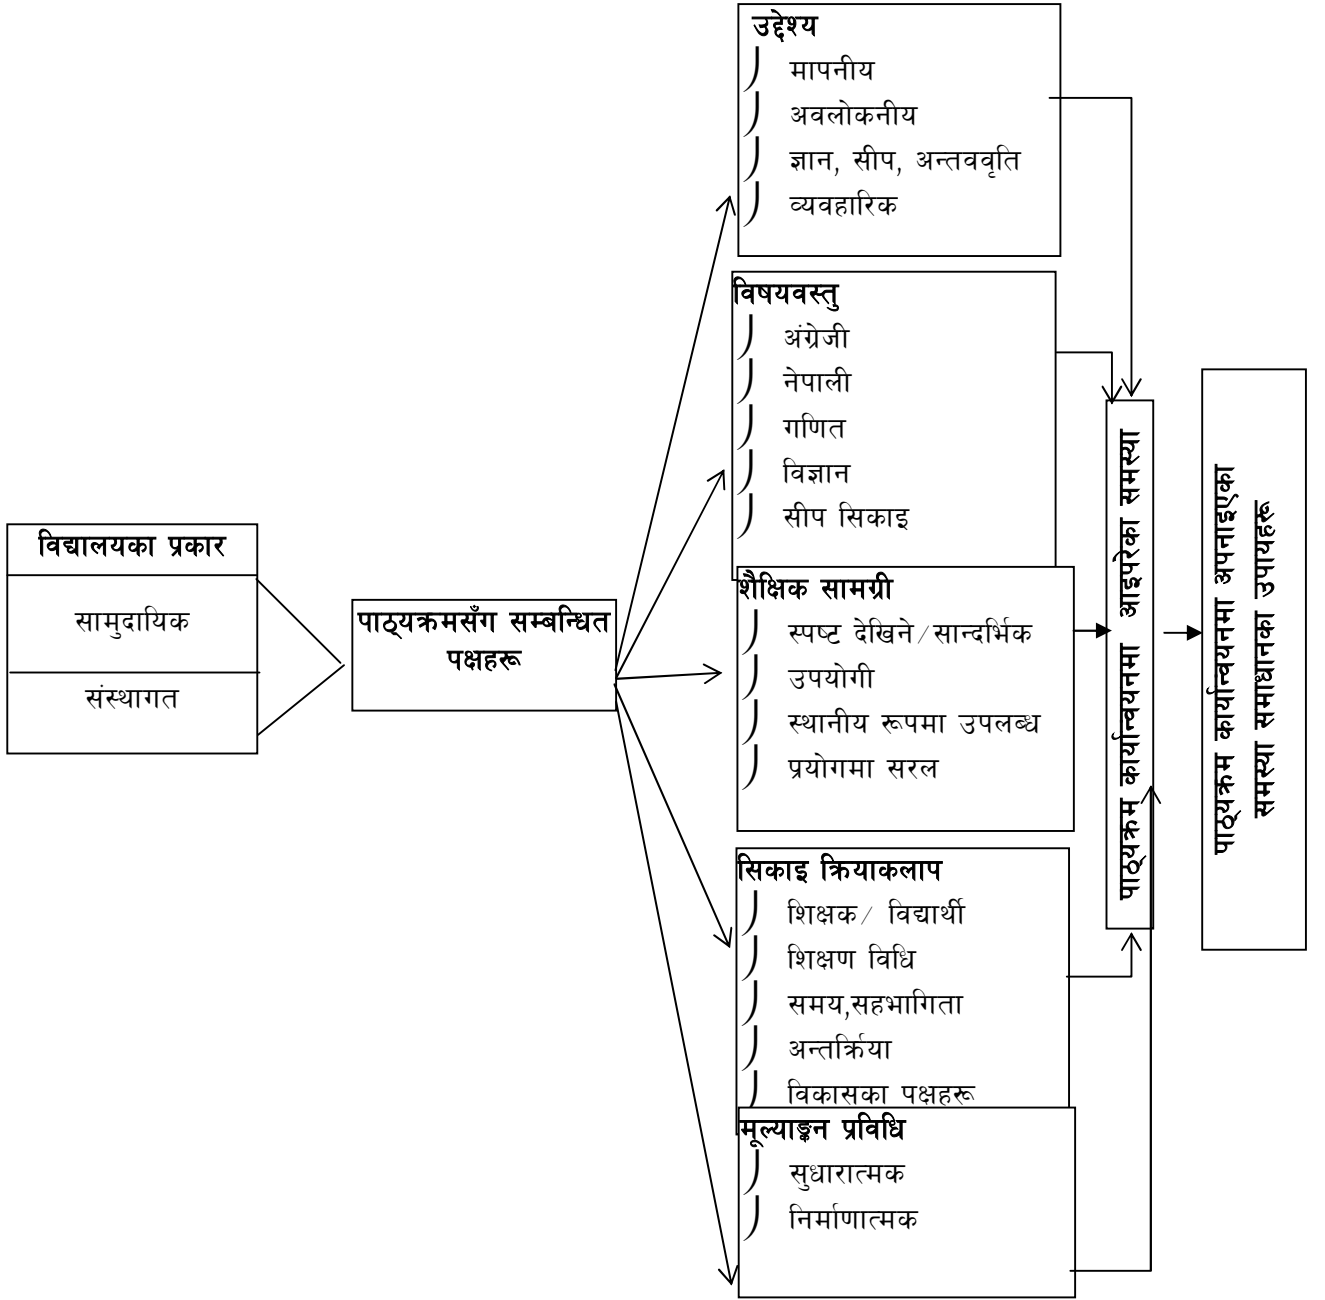 विद्यालयका प्रकार
सामुदायिक
संस्थागत
पाठ्यक्रमसँग सम्बन्धित
पक्षहरू
उद्देश्य
मापनीय
अवलोकनीय
ज्ञान, सीप, अन्तववृति
व्यवहारिक
विषयवस्तु
अंग्रेजी
नेपाली
गणित
विज्ञान
सीप सिकाइ
शैक्षिक सामग्री
स्पष्ट देखिने/सान्दर्भिक
उपयोगी
स्थानीय रूपमा उपलब्ध
प्रयोगमा सरल
सिकाइ क्रियाकलाप
शिक्षक/ विद्यार्थी
शिक्षण विधि
समय,सहभागिता
अन्तर्क्रिया
विकासका पक्षहरू
मूल्याङ्कन प्रविधि
सुधारात्मक
निर्माणात्मक
पाठ्यक्रम कार्यान्वयनमा आइपरेका समस्या
पाठ्यक्रम कार्यान्वयनमा अपनाइएका
समस्या समाधानका उपायहरू